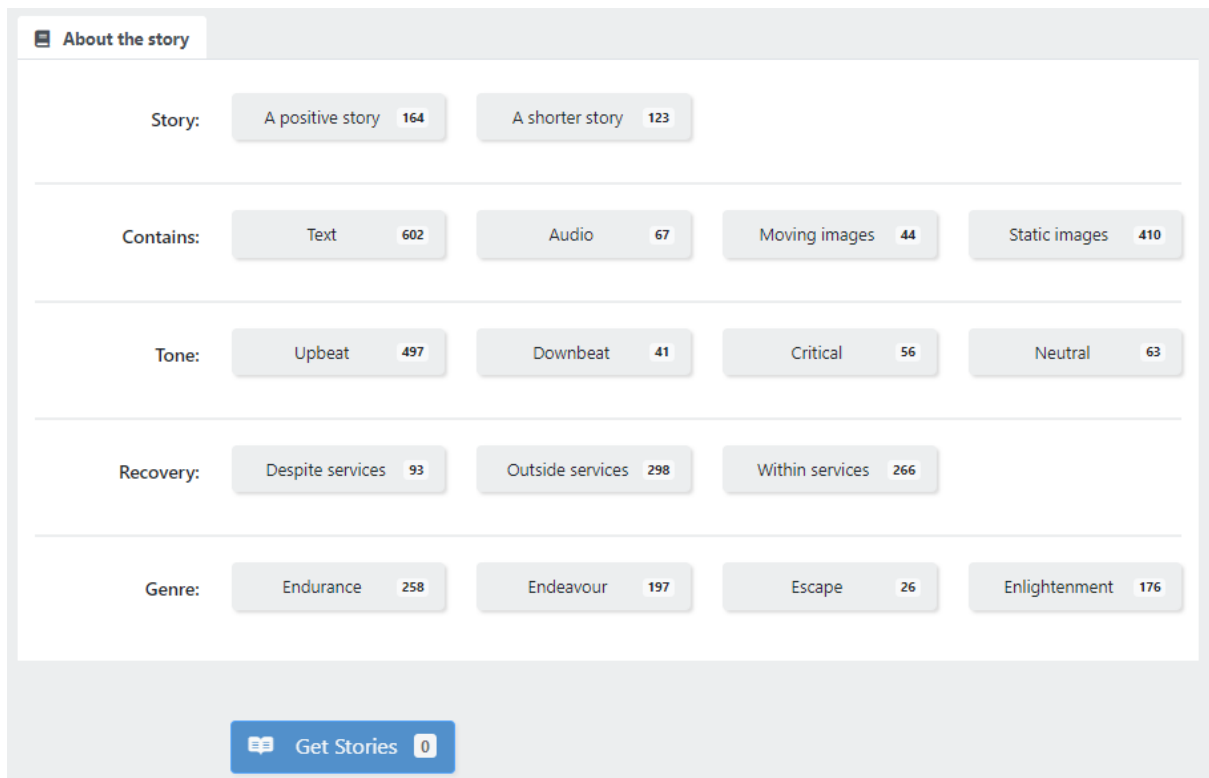 About the story
Story: A positive story 164 A shorter story 123
Contains: Text 602 Audio 67 Moving images 44 Static images 410
Tone: Upbeat 497 Downbeat 41 Critical 56 Neutral 63
Recovery: Despite services 93 Outside services 298 Within services 266
Genre: Endurance 258 Endeavour 197 Escape 26 Enlightenment 176
Get Stories 0